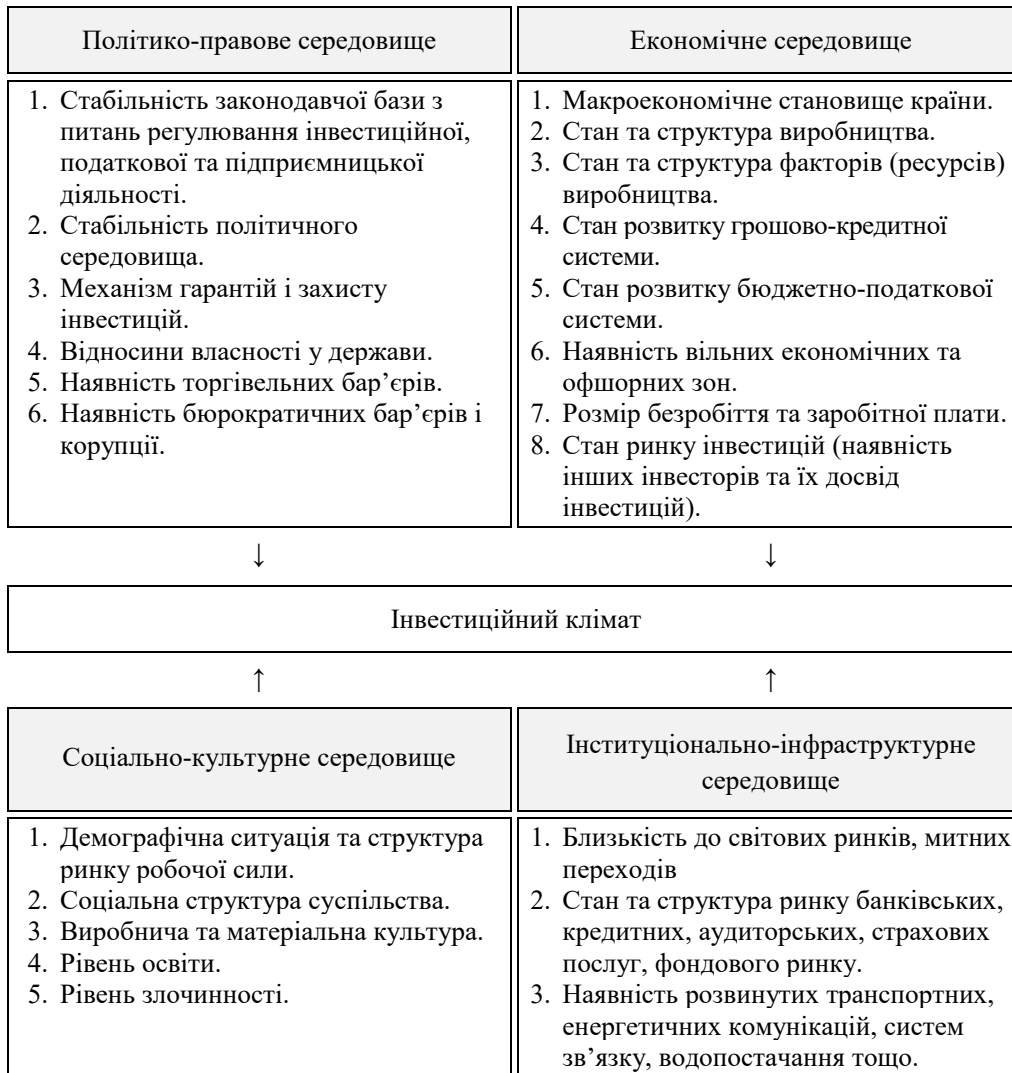 Політико-правове середовище
Економічне середовище
1. Стабільність законодавчої бази з
питань регулювання інвестиційної,
податкової та підприємницької
діяльності.
2. Стабільність політичного
середовища.
3. Механізм гарантій і захисту
інвестицій.
4. Відносини власності у держави.
5. Наявність торгівельних бар’єрів.
6. Наявність бюрократичних бар’єрів і
корупції.
1. Макроекономічне становище країни.
2. Стан та структура виробництва.
3. Стан та структура факторів (ресурсів)
виробництва.
4. Стан розвитку грошово-кредитної
системи.
5. Стан розвитку бюджетно-податкової
системи.
6. Наявність вільних економічних та
офшорних зон.
7. Розмір безробіття та заробітної плати.
8. Стан ринку інвестицій (наявність
інших інвесторів та їх досвід
інвестицій).
↓ ↓
Інвестиційний клімат
↑ ↑
Соціально-культурне середовище
Інституціонально-інфраструктурне
середовище
1. Демографічна ситуація та структура
ринку робочої сили.
2. Соціальна структура суспільства.
3. Виробнича та матеріальна культура.
4. Рівень освіти.
5. Рівень злочинності.
1. Близькість до світових ринків, митних
переходів
2. Стан та структура ринку банківських,
кредитних, аудиторських, страхових
послуг, фондового ринку.
3. Наявність розвинутих транспортних,
енергетичних комунікацій, систем
зв’язку, водопостачання тощо.